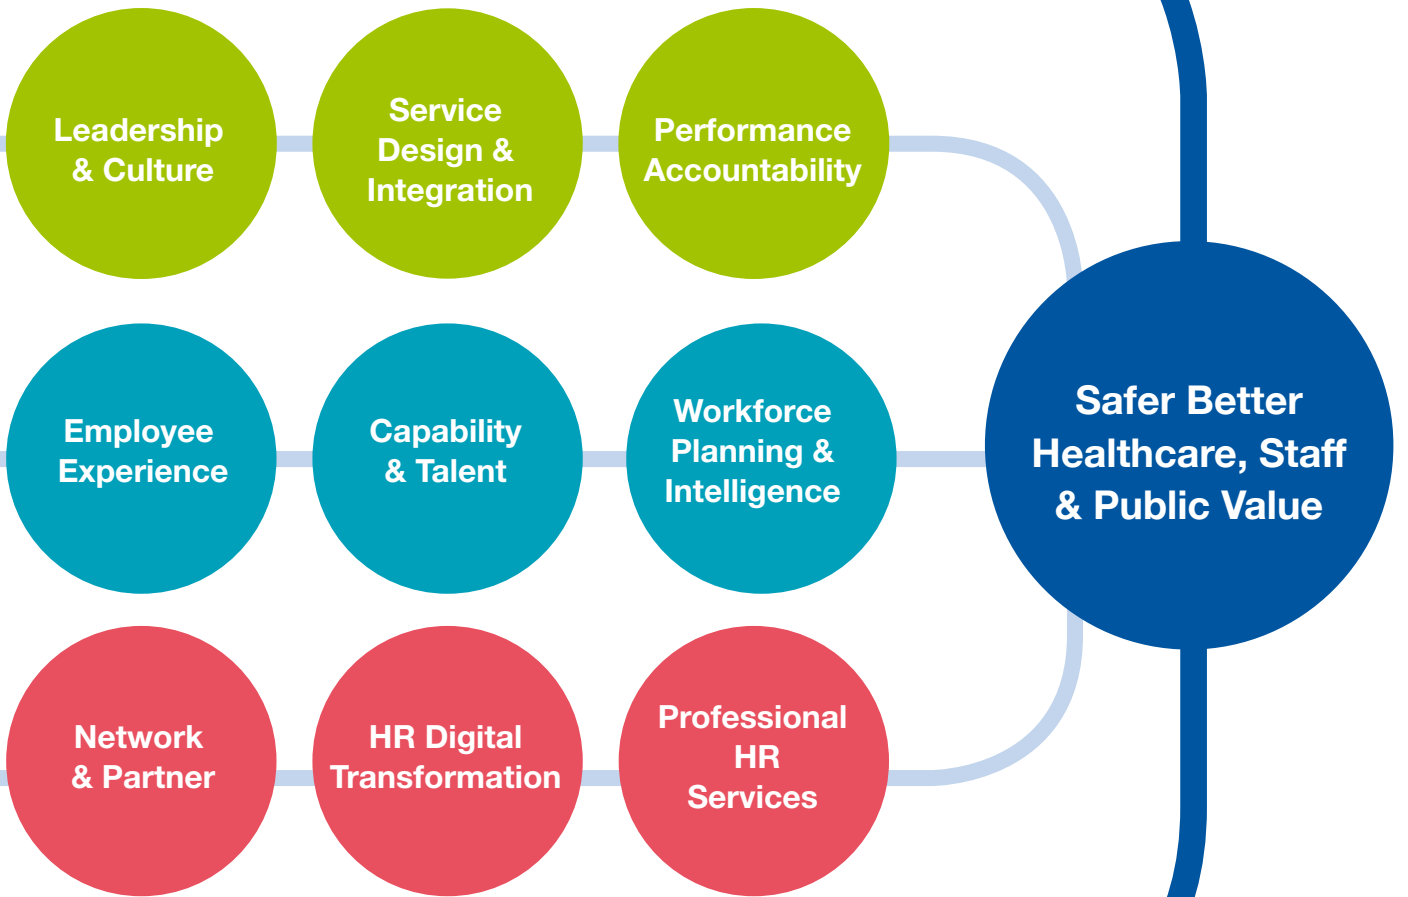 Leadership
& Culture
Service
Design &
Integration
Performance
Accountability
Employee
Experience
Capability
& Talent
Workforce
Planning &
Intelligence
Safer Better
Healthcare, Staff
& Public Value
Network
& Partner
HR Digital
Transformation
Professional
HR
Services